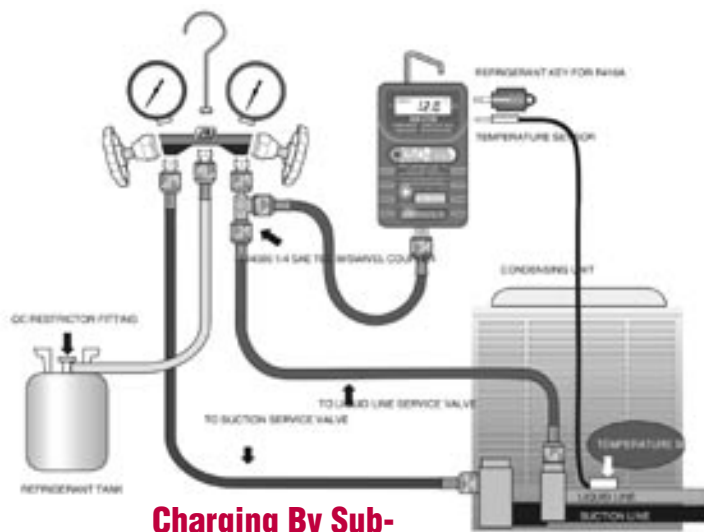 REFRIGERANT KEY FOR R410A
12.0
TEMPERATURE SENSOR
1/4 SAE TEE W/SWIVEL
CONDENSING UNIT
QC RESTRICTOR FITTING
TO LIQUID LINE SERVICE VALVE
TO SUCTION SERVICE VALVE
TEMPERATURE
REFRIGERANT TANK
LIQUID LINE
SUCTION LINE
Charging By Sub-